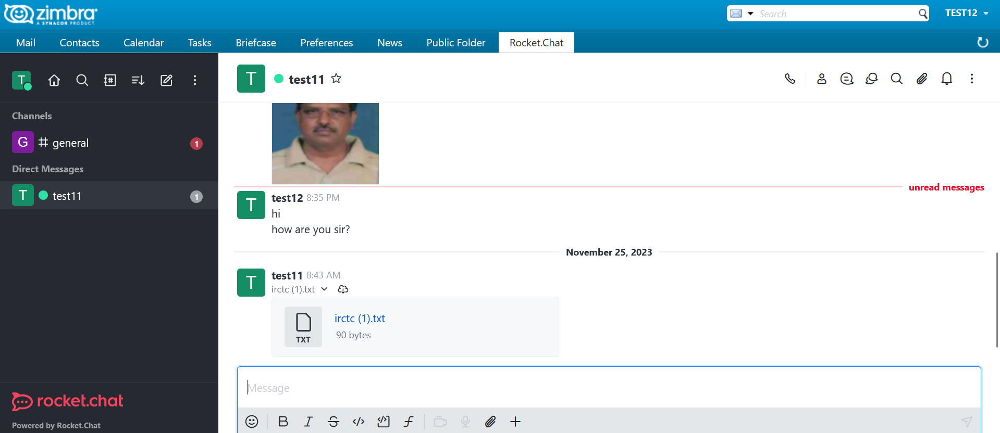 zimbra
A SYNACOR PRODUCT
Search
TEST12
Mail Contacts Calendar Tasks Briefcase Preferences News Public Folder Rocket.Chat
T
Channels
G # general 1
Direct Messages
T test11 1
rocket.chat
Powered by Rocket.Chat
T test11
unread messages
T test12 8:35 PM
hi
how are you sir?
November 25, 2023
T test11 8:43 AM
irctc (1).txt
TXT
irctc (1).txt
90 bytes
Message